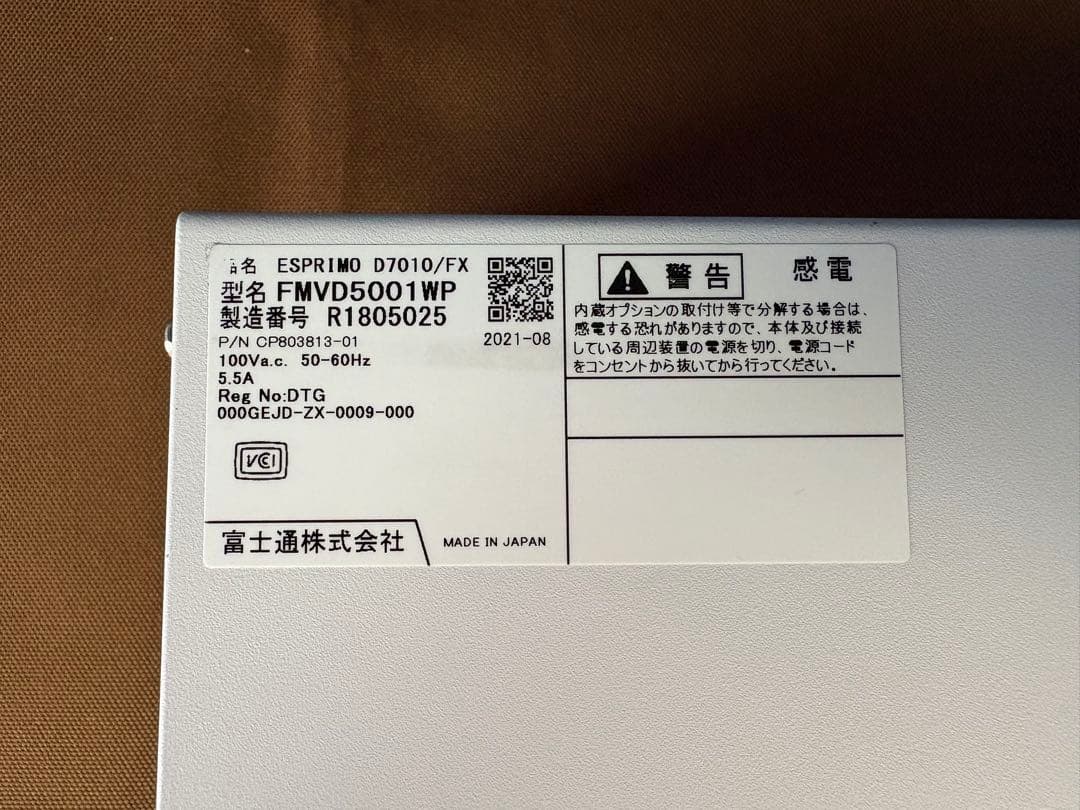 品名 ESPRIMO D7010/FX
型名 FMVD5001WP
製造番号 R1805025
P/N CP803813-01
2021-08
100Va.c. 50-60Hz
5.5A
Reg No:DTG
000GEJD-ZX-0009-000
VCI
富士通株式会社
MADE IN JAPAN
警告 感電
内蔵オプションの取付け等で分解する場合は、
感電する恐れがありますので、本体及び接続
している周辺装置の電源を切り、電源コード
をコンセントから抜いてから行ってください。